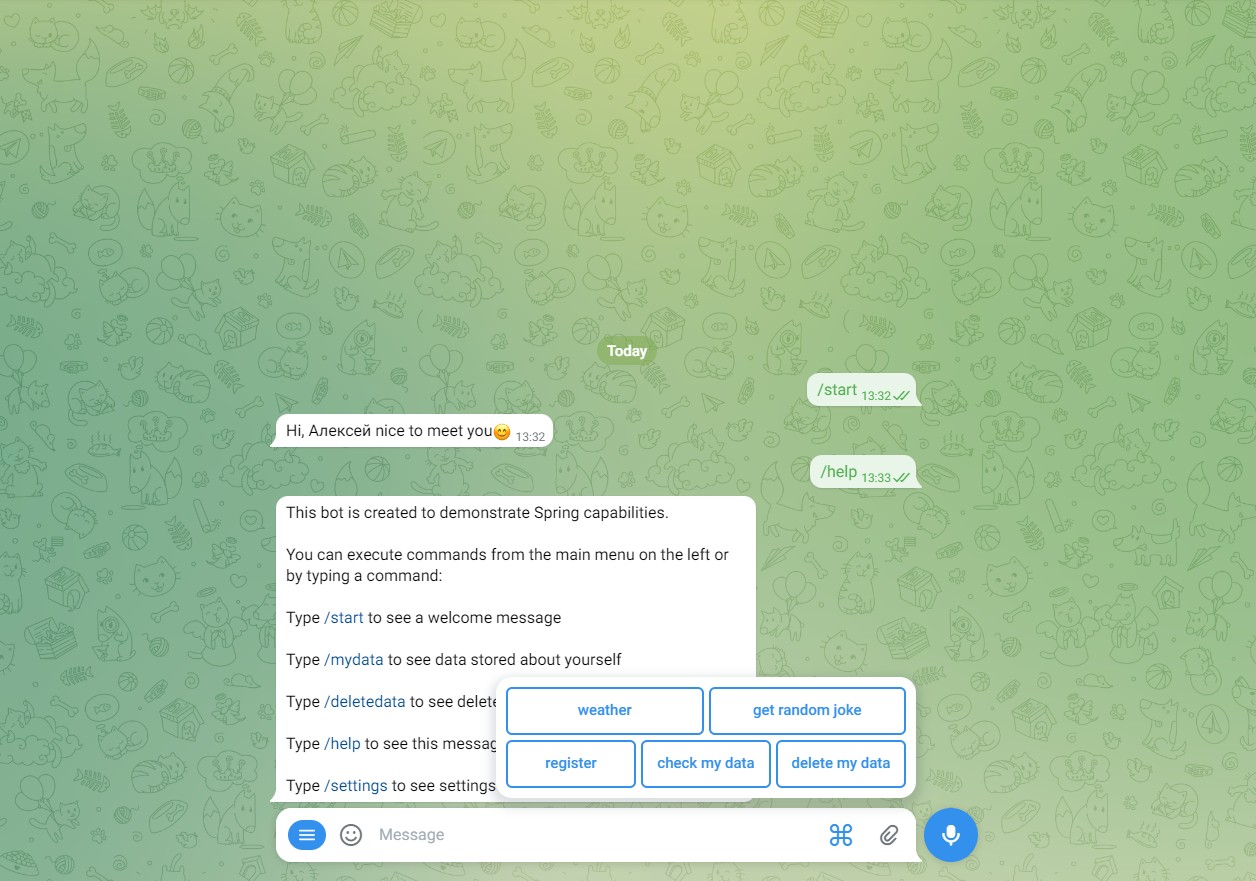 Today
/start 13:32
Hi, Алексей nice to meet you😊 13:32
/help 13:33
This bot is created to demonstrate Spring capabilities.
You can execute commands from the main menu on the left or
by typing a command:
Type /start to see a welcome message
Type /mydata to see data stored about yourself
Type /deletedata to see delete
Type /help to see this messag
Type /settings to see settings
weather get random joke
register check my data delete my data
Message